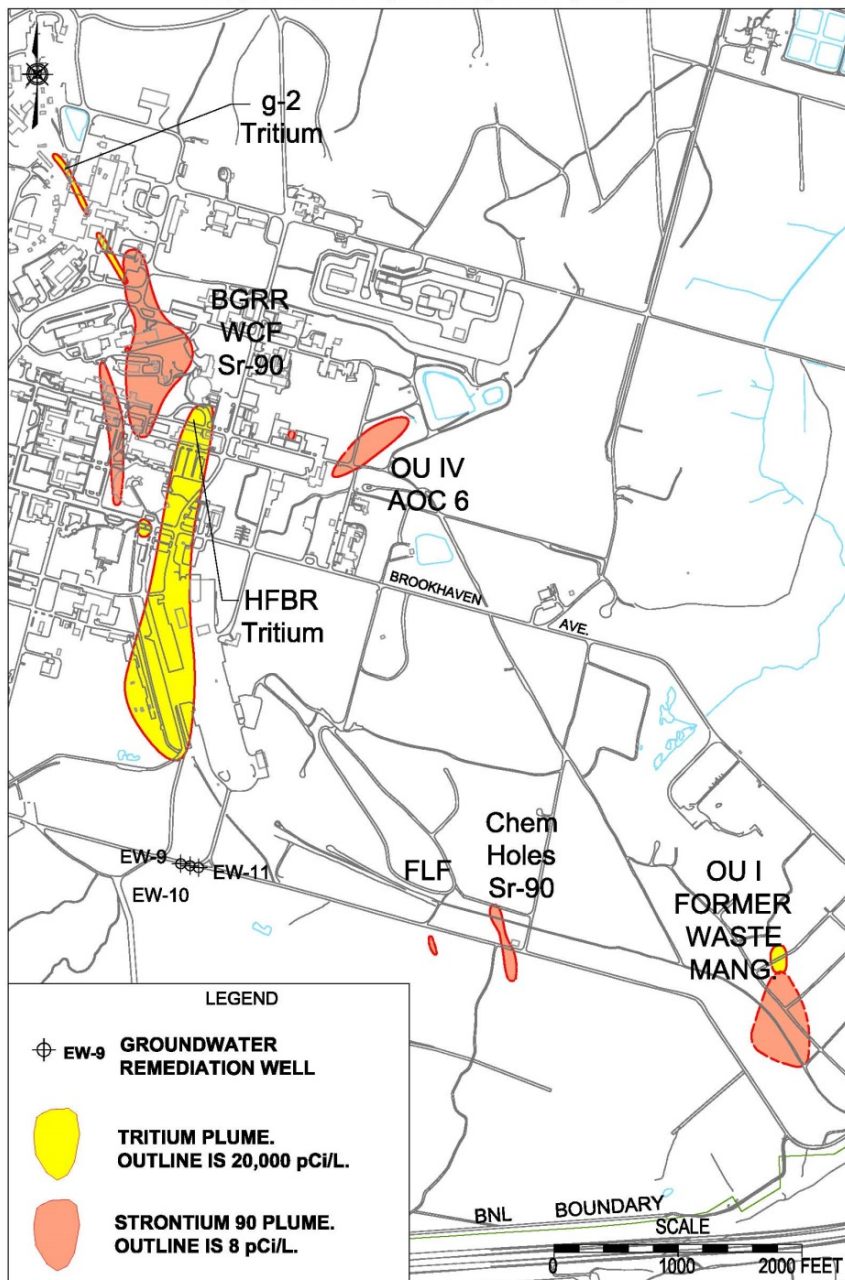 g-2
Tritium
BGRR
WCF
Sr-90
OU IV
AOC 6
BROOKHAVEN
AVE.
HFBR
Tritium
Chem
Holes
Sr-90
FLF
EW-9
EW-11
EW-10
OU I
FORMER
WASTE
MANG.
LEGEND
EW-9 GROUNDWATER
REMEDIATION WELL
TRITIUM PLUME.
OUTLINE IS 20,000 pCi/L.
STRONTIUM 90 PLUME.
OUTLINE IS 8 pCi/L.
BNL BOUNDARY
SCALE
0 1000 2000 FEET